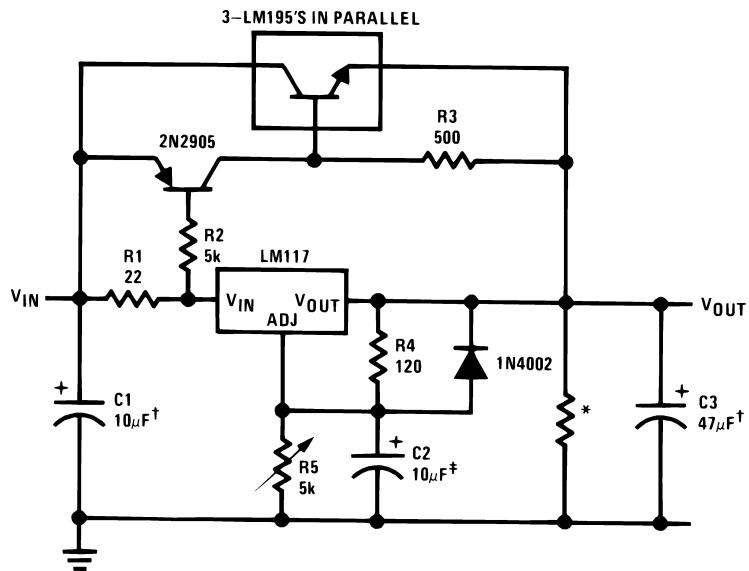 3–LM195'S IN PARALLEL
R3
500
2N2905
R2
5k
LM117
R1
22
VIN
VIN
VOUT
ADJ
VOUT
R4
120
1N4002
*
C1
10μF†
C3
47μF†
C2
10μF‡
R5
5k